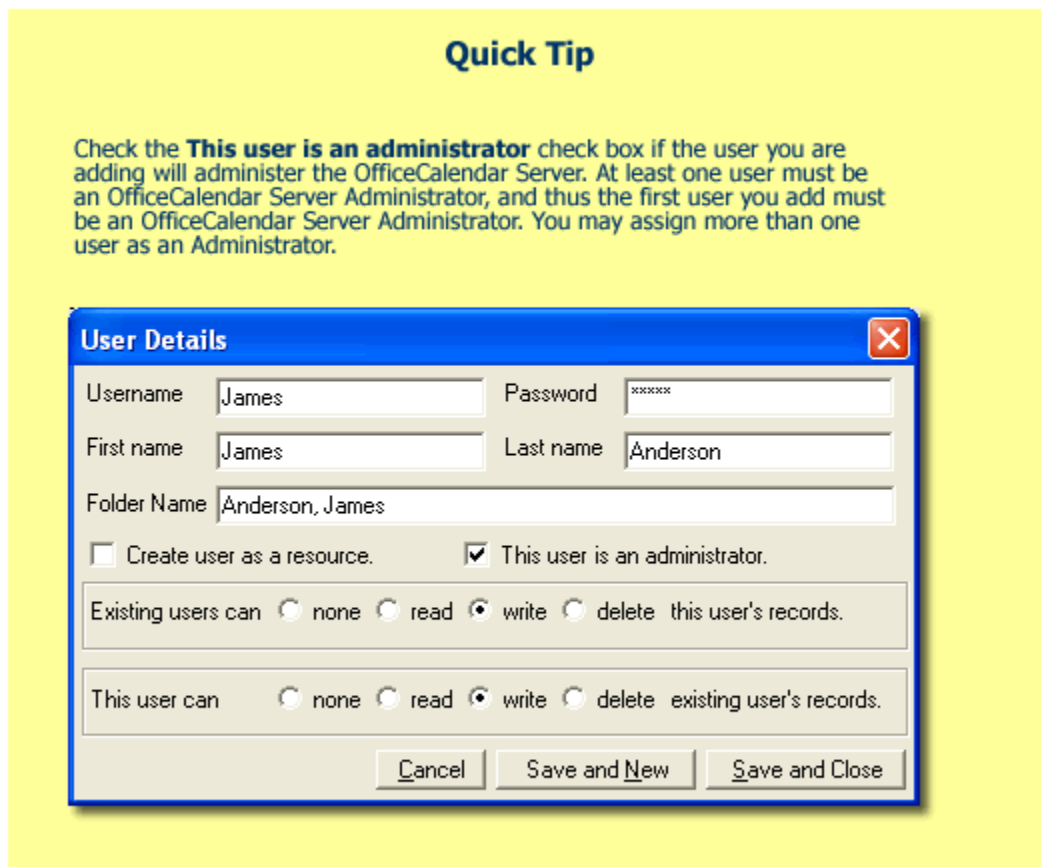 Quick Tip
Check the This user is an administrator check box if the user you are
adding will administer the OfficeCalendar Server. At least one user must be
an OfficeCalendar Server Administrator, and thus the first user you add must
be an OfficeCalendar Server Administrator. You may assign more than one
user as an Administrator.
User Details
Username James Password *****
First name James Last name Anderson
Folder Name Anderson, James
Create user as a resource. This user is an administrator.
Existing users can none read write delete this user's records.
This user can none read write delete existing user's records.
Cancel Save and New Save and Close